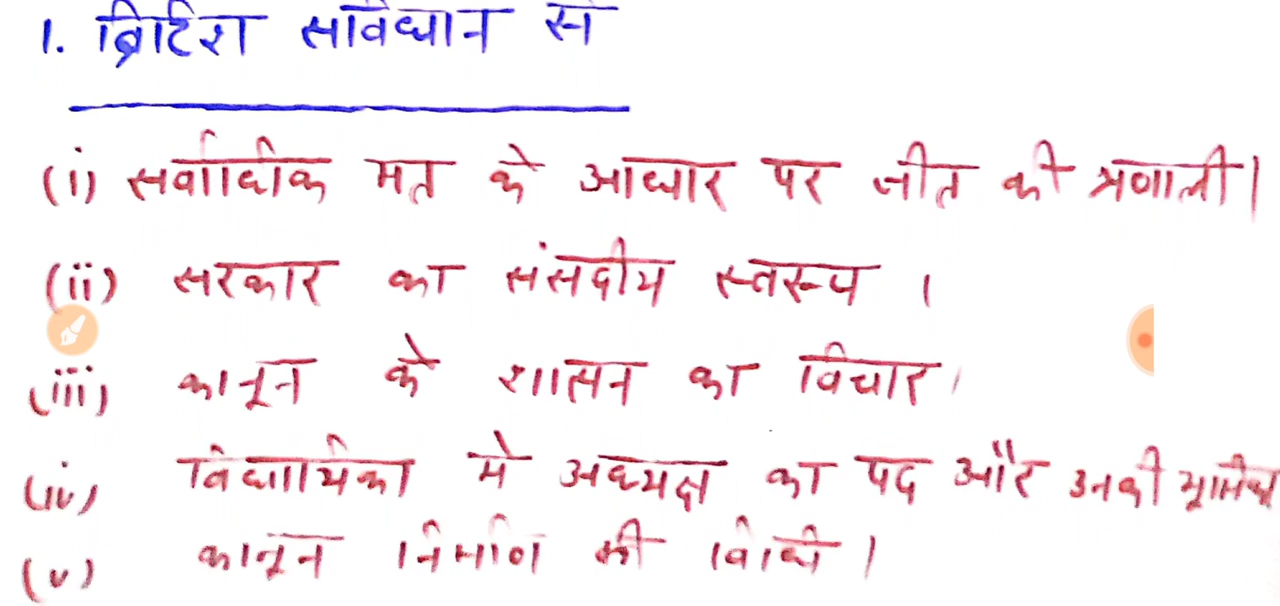 1. ब्रिटिश संविधान से
(i) सर्वाधिक मत के आधार पर जीत की प्रणाली।
(ii) सरकार का संसदीय स्वरूप ।
(iii) कानून के शासन का विचार।
(iv) विधायिका मे अध्यक्ष का पद और उनकी भूमिका
(v) कानून निर्माण की विधि ।